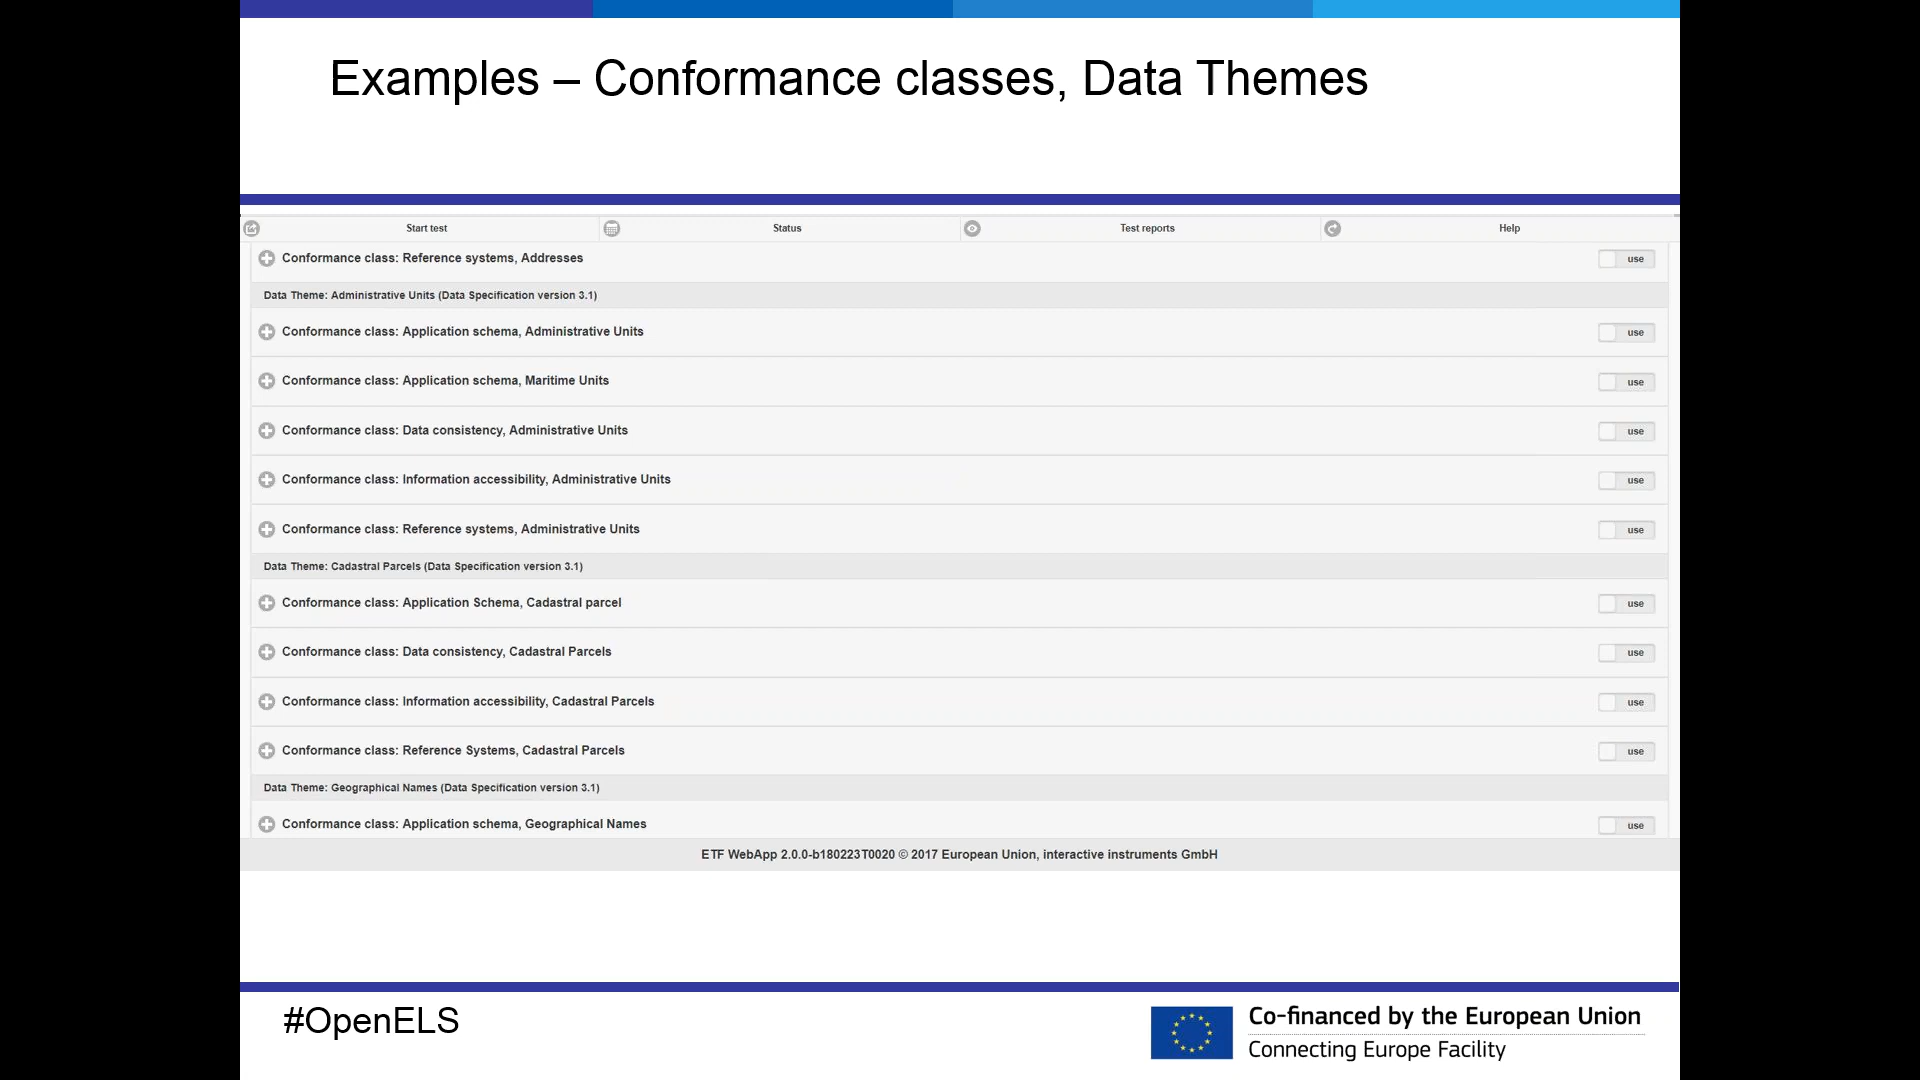 Examples – Conformance classes, Data Themes
Start test
Status
Test reports
Help
Conformance class: Reference systems, Addresses
use
Data Theme: Administrative Units (Data Specification version 3.1)
Conformance class: Application schema, Administrative Units
use
Conformance class: Application schema, Maritime Units
use
Conformance class: Data consistency, Administrative Units
use
Conformance class: Information accessibility, Administrative Units
use
Conformance class: Reference systems, Administrative Units
use
Data Theme: Cadastral Parcels (Data Specification version 3.1)
Conformance class: Application Schema, Cadastral parcel
use
Conformance class: Data consistency, Cadastral Parcels
use
Conformance class: Information accessibility, Cadastral Parcels
use
Conformance class: Reference Systems, Cadastral Parcels
use
Data Theme: Geographical Names (Data Specification version 3.1)
Conformance class: Application schema, Geographical Names
use
ETF WebApp 2.0.0-b180223T0020 © 2017 European Union, interactive instruments GmbH
#OpenELS
Co-financed by the European Union
Connecting Europe Facility